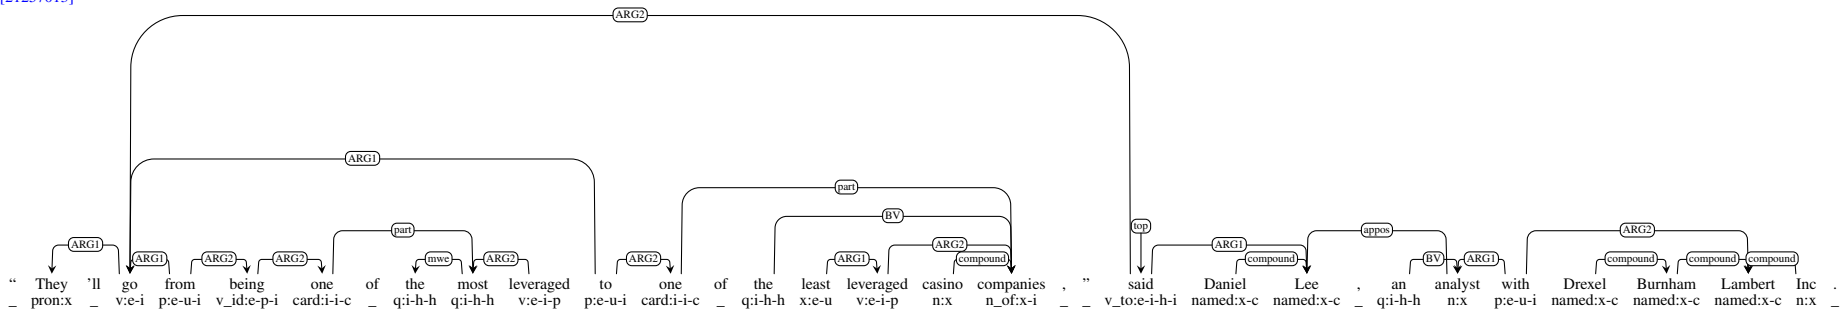 ARG2
ARG1
part
BV
top
part
appos
ARG2
ARG1
mwe
ARG2
ARG1
ARG2
ARG2
ARG2
ARG2
ARG1
compound
ARG1
compound
BV
ARG1
compound
compound
compound
“ They ’ll go from being one of the most leveraged to one of the least leveraged casino companies , ” said Daniel Lee , an analyst with Drexel Burnham Lambert Inc .
_ pron:x _ v:e-i p:e-u-i v_id:e-p-i card:i-i-c _ q:i-h-h q:i-h-h v:e-i-p p:e-u-i card:i-i-c _ q:i-h-h x:e-u v:e-i-p n:x n_of:x-i _ _ v_to:e-i-h-i named:x-c named:x-c _ q:i-h-h n:x p:e-u-i named:x-c named:x-c named:x-c n:x _